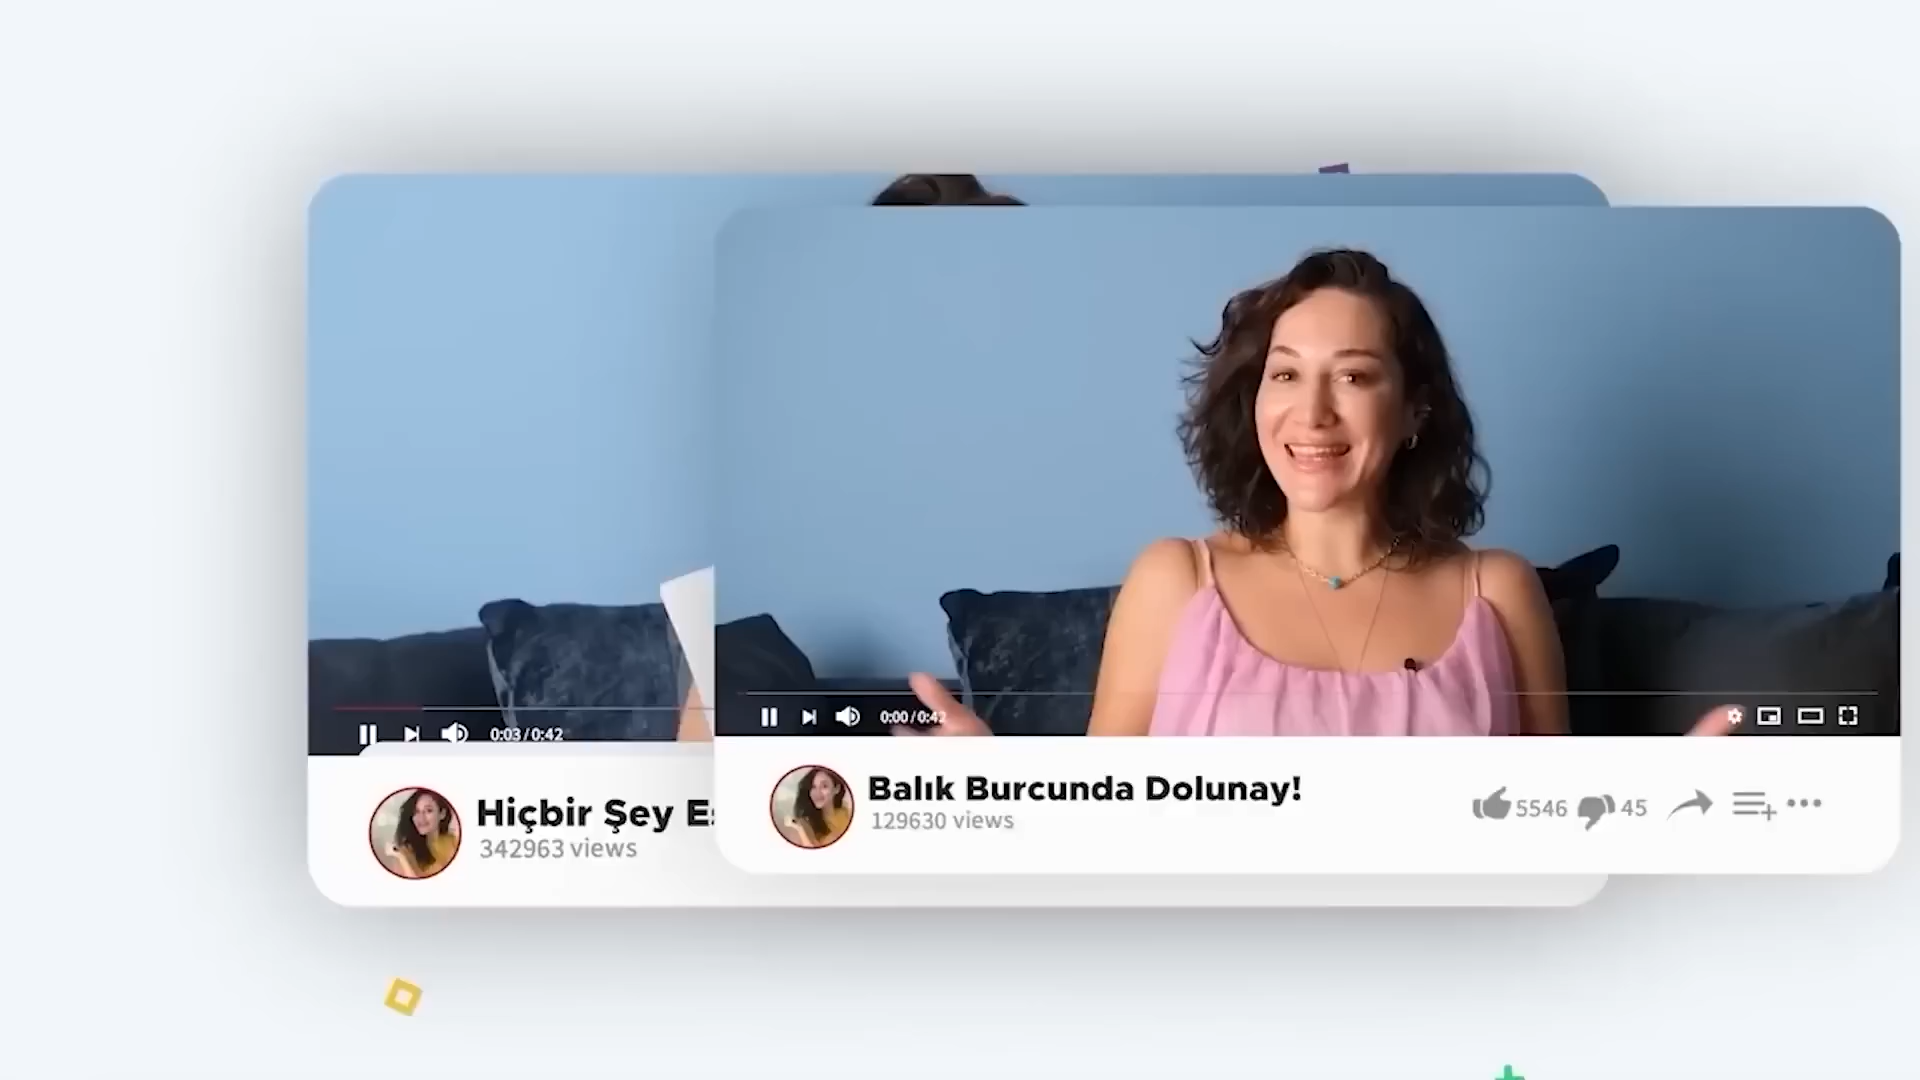 0:03 / 0:42
Hiçbir Şey
342963 views
0:00 / 0:42
Balık Burcunda Dolunay!
129630 views
5546
45